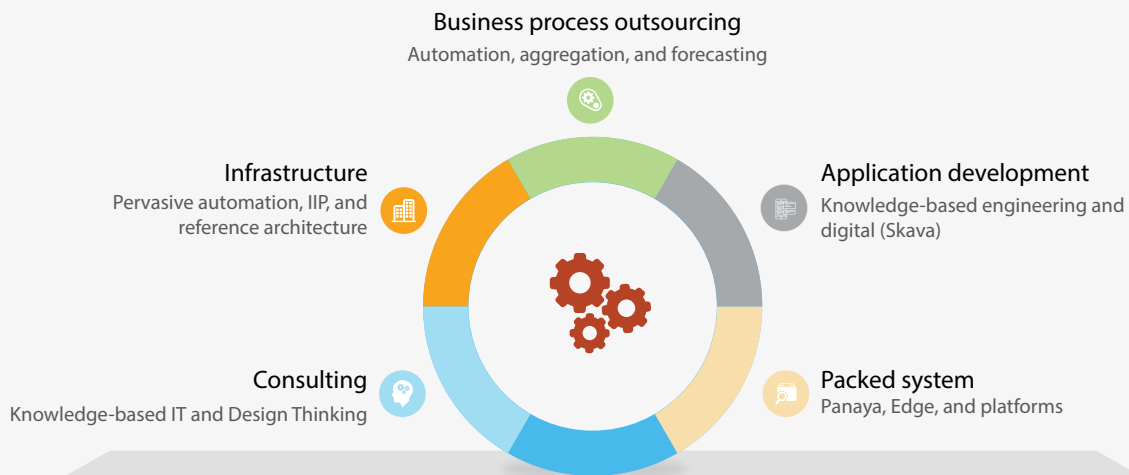 Business process outsourcing
Automation, aggregation, and forecasting
Infrastructure
Pervasive automation, IIP, and
reference architecture
Application development
Knowledge-based engineering and
digital (Skava)
Consulting
Knowledge-based IT and Design Thinking
Packed system
Panaya, Edge, and platforms